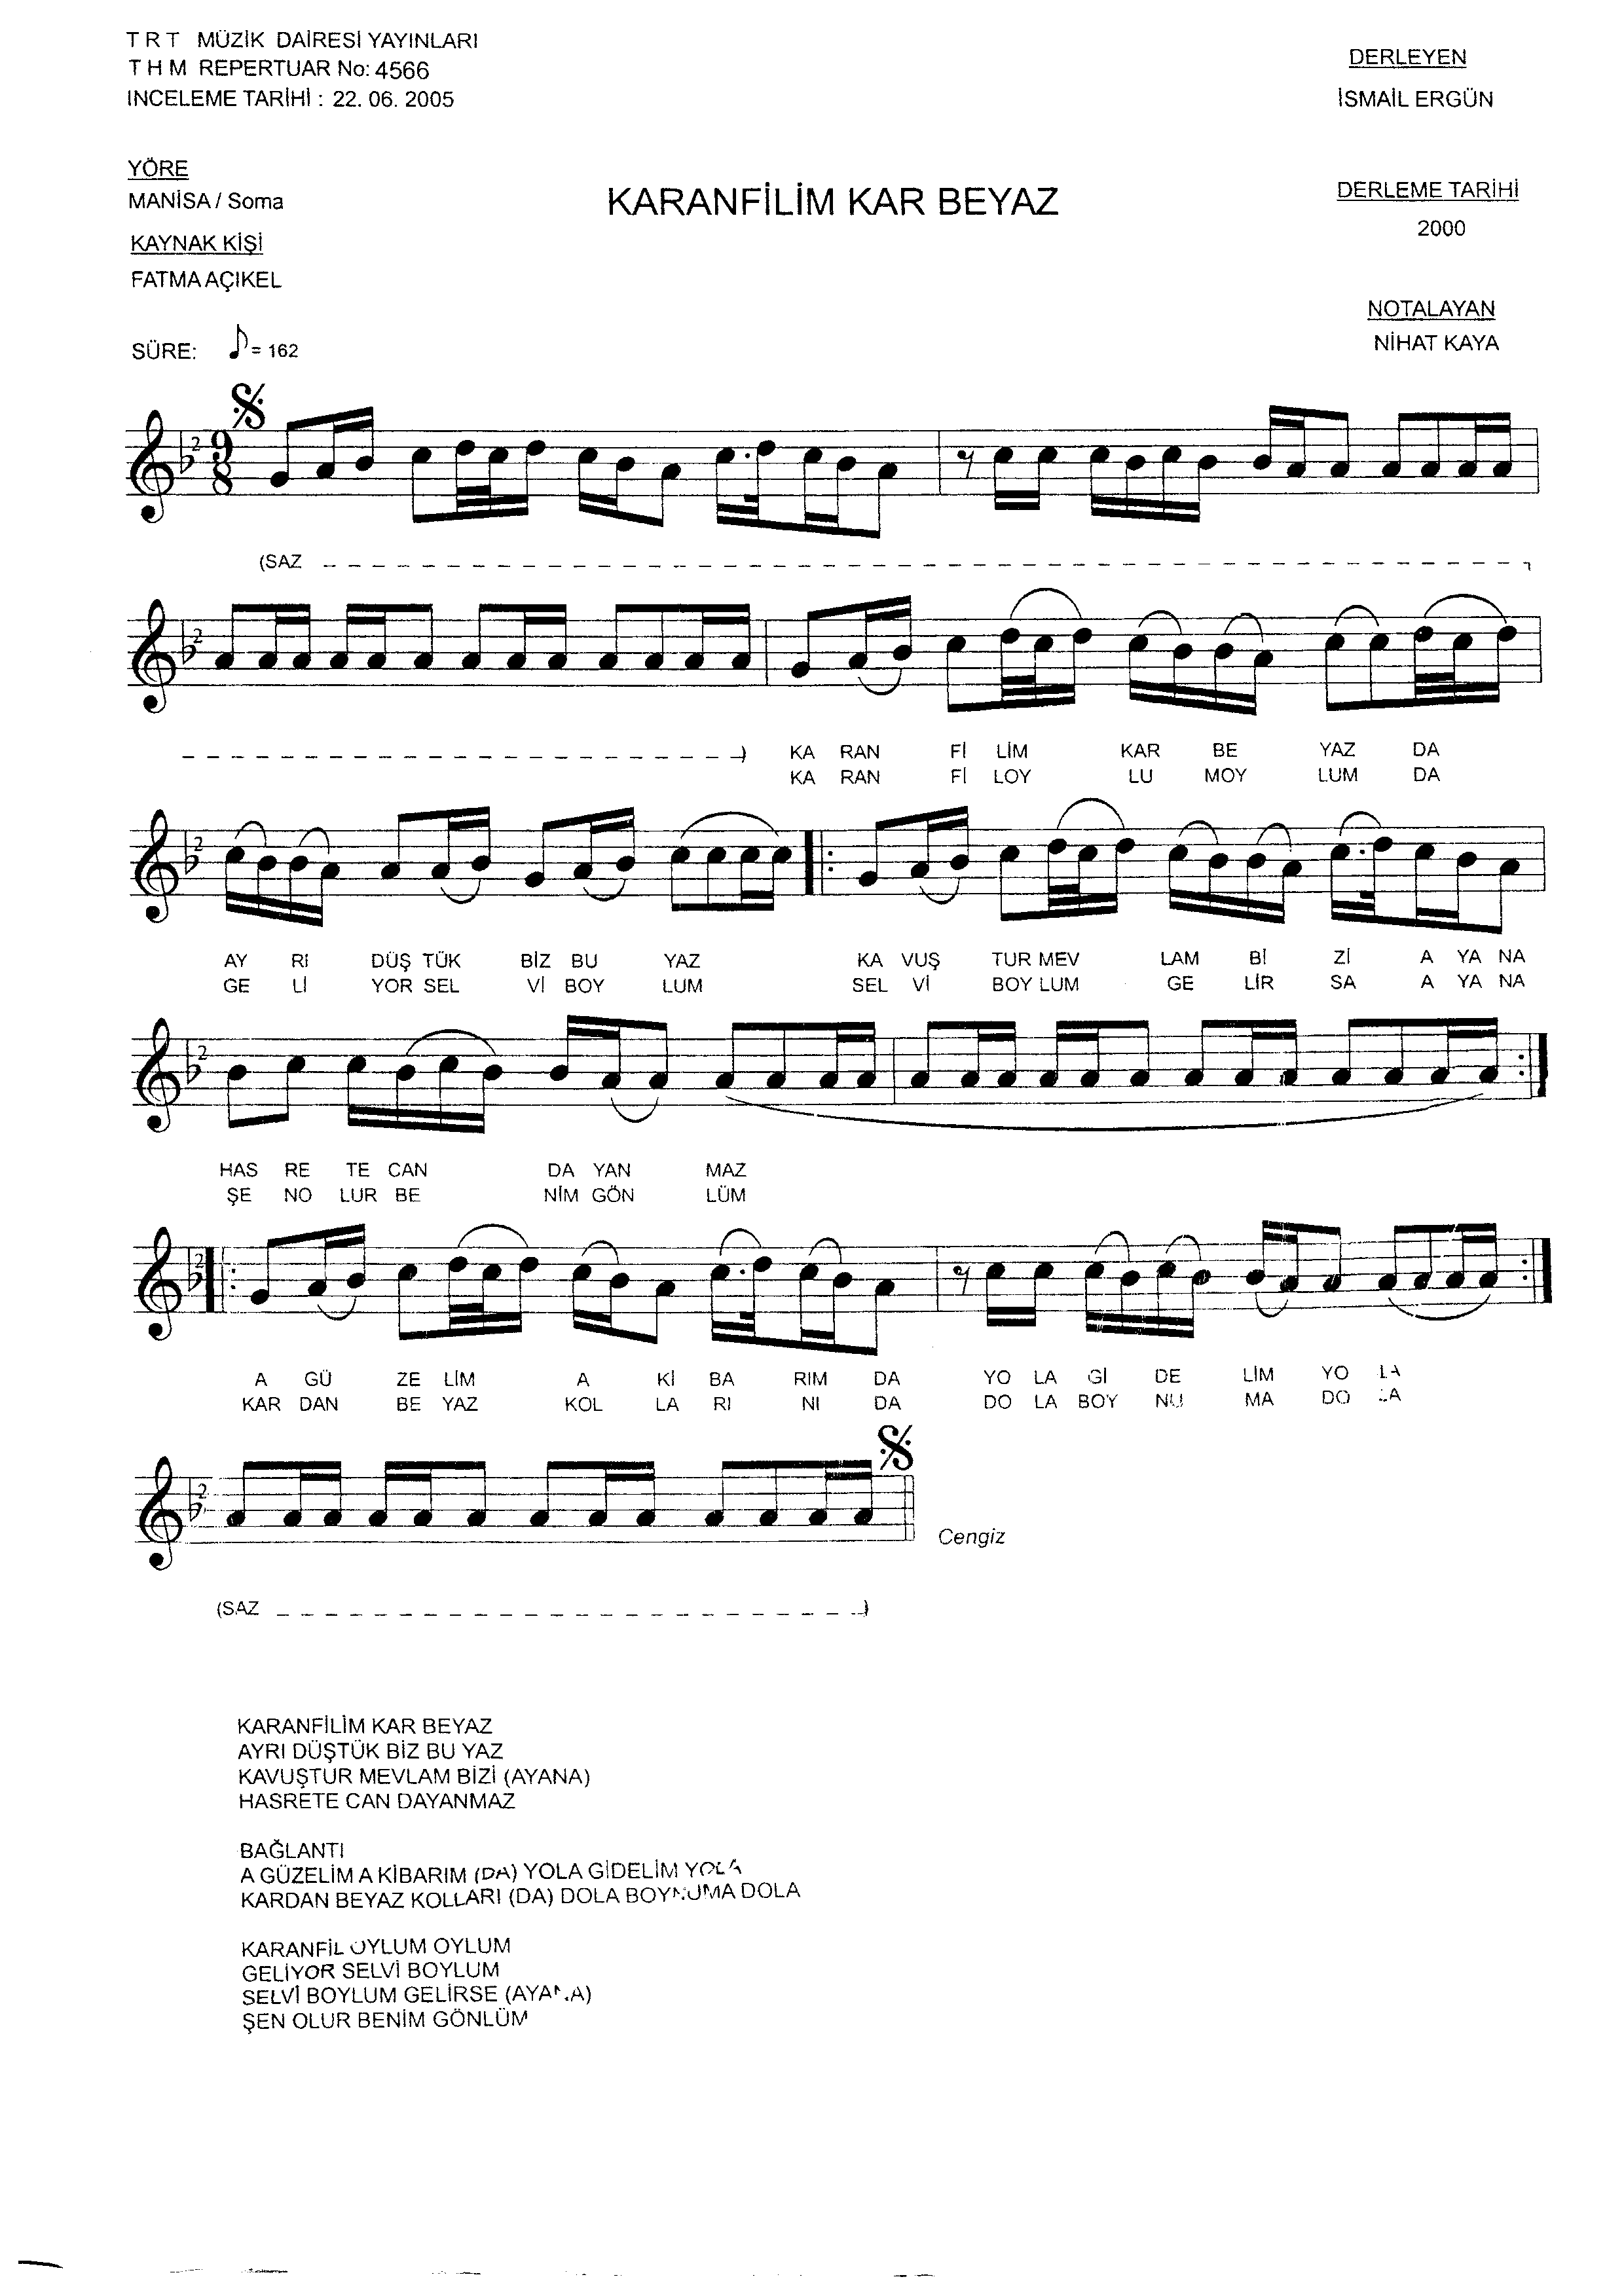 T R T MÜZİK DAİRESİ YAYINLARI
T H M REPERTUAR No: 4566
INCELEME TARİHİ : 22. 06. 2005
DERLEYEN
İSMAİL ERGÜN
YÖRE
MANİSA / Soma
KARANFİLİM KAR BEYAZ
DERLEME TARİHİ
2000
KAYNAK KİŞİ
FATMA AÇIKEL
NOTALAYAN
NİHAT KAYA
SÜRE: ♪ = 162
2 9 8
(SAZ
2
KA RAN Fİ LİM KAR BE YAZ DA
KA RAN Fİ LOY LU MOY LUM DA
2
AY RI DÜŞ TÜK BİZ BU YAZ KA VUŞ TUR MEV LAM Bİ Zİ A YA NA
GE Lİ YOR SEL Vİ BOY LUM SEL Vİ BOY LUM GE LİR SA A YA NA
2
HAS RE TE CAN DA YAN MAZ
ŞE NO LUR BE NİM GÖN LÜM
2
A GÜ ZE LİM A Kİ BA RIM DA YO LA Gİ DE LİM YO LA
KAR DAN BE YAZ KOL LA RI NI DA DO LA BOY NU MA DO LA
2
Cengiz
(SAZ )
KARANFİLİM KAR BEYAZ
AYRI DÜŞTÜK BİZ BU YAZ
KAVUŞTUR MEVLAM BİZİ (AYANA)
HASRETE CAN DAYANMAZ
BAĞLANTI
A GÜZELİM A KİBARIM (DA) YOLA GİDELİM YOLA
KARDAN BEYAZ KOLLARI (DA) DOLA BOYNUMA DOLA
KARANFİL OYLUM OYLUM
GELİYOR SELVİ BOYLUM
SELVİ BOYLUM GELİRSE (AYANA)
ŞEN OLUR BENİM GÖNLÜM